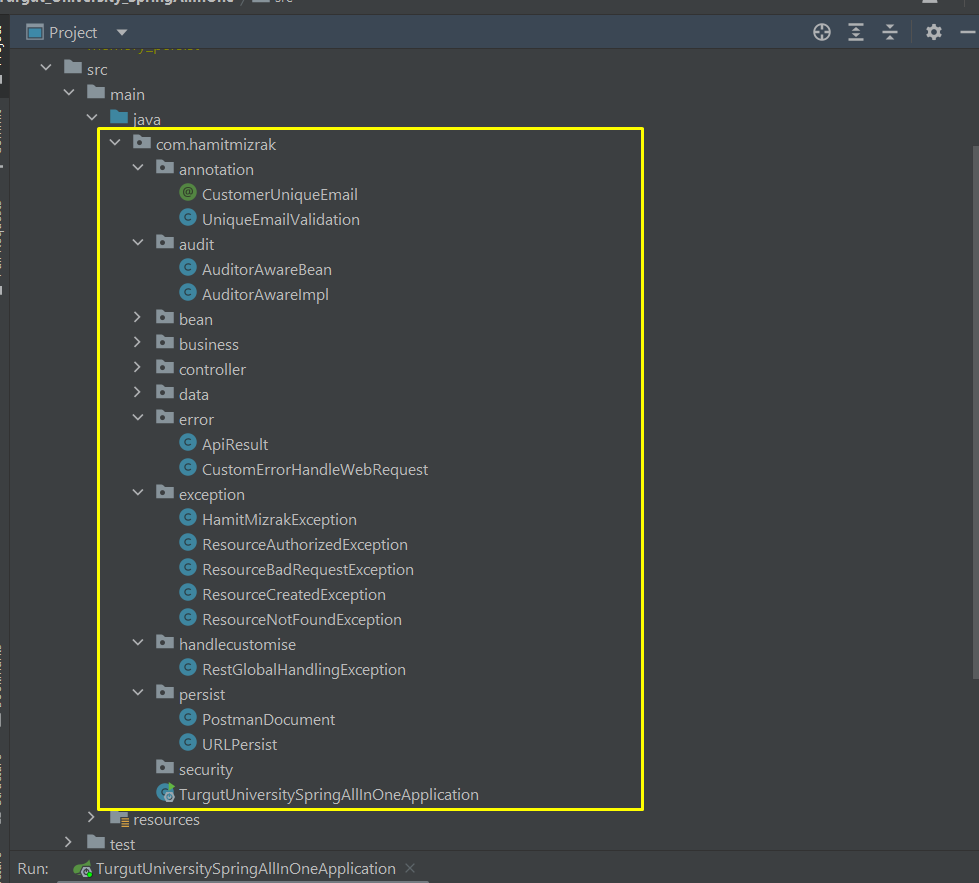 Project
src
main
java
com.hamitmizrak
annotation
CustomerUniqueEmail
UniqueEmailValidation
audit
AuditorAwareBean
AuditorAwareImpl
bean
business
controller
data
error
ApiResult
CustomErrorHandleWebRequest
exception
HamitMizrakException
ResourceAuthorizedException
ResourceBadRequestException
ResourceCreatedException
ResourceNotFoundException
handlecustomise
RestGlobalHandlingException
persist
PostmanDocument
URLPersist
security
TurgutUniversitySpringAllInOneApplication
resources
test
Run: TurgutUniversitySpringAllInOneApplication